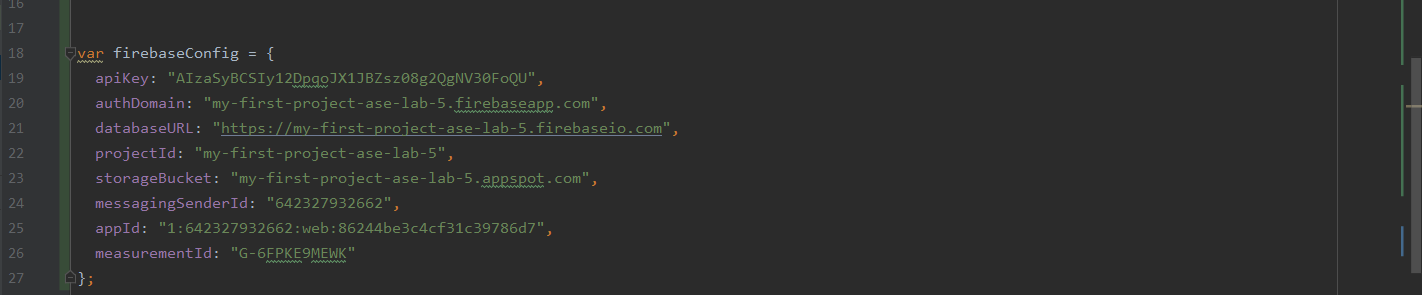 16
17
18 var firebaseConfig = {
19 apiKey: "AIzaSyBCSIy12DpqoJX1JBZsz08g2QgNV30FoQU",
20 authDomain: "my-first-project-ase-lab-5.firebaseapp.com",
21 databaseURL: "https://my-first-project-ase-lab-5.firebaseio.com",
22 projectId: "my-first-project-ase-lab-5",
23 storageBucket: "my-first-project-ase-lab-5.appspot.com",
24 messagingSenderId: "642327932662",
25 appId: "1:642327932662:web:86244be3c4cf31c39786d7",
26 measurementId: "G-6FPKE9MEWK"
27 };